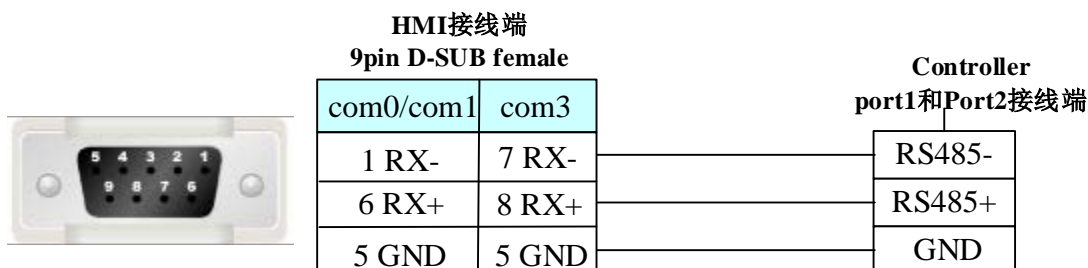 HMI接线端
9pin D-SUB female
Controller
port1和Port2接线端
com0/com1 com3
1 RX- 7 RX- RS485-
6 RX+ 8 RX+ RS485+
5 GND 5 GND GND
5 4 3 2 1
9 8 7 6